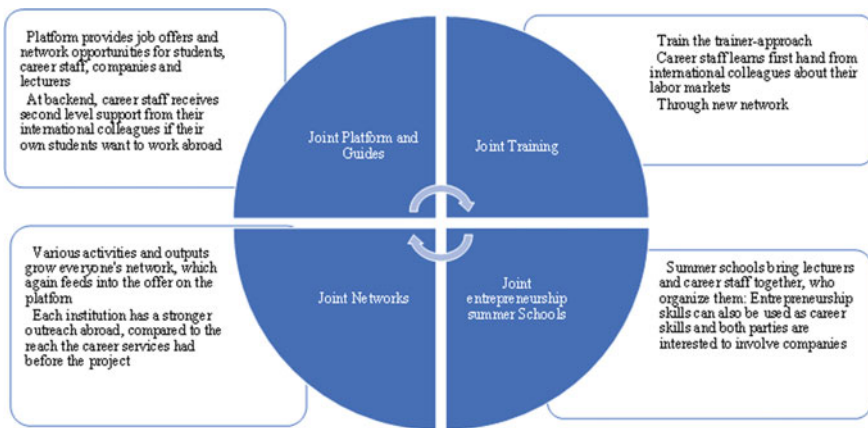 Platform provides job offers and
network opportunities for students,
career staff, companies and
lecturers
At backend, career staff receives
second level support from their
international colleagues if their
own students want to work abroad
Joint Platform and
Guides
Joint Training
Train the trainer-approach
Career staff learns first hand from
international colleagues about their
labor markets
Through new network
Various activities and outputs
grow everyone's network, which
again feeds into the offer on the
platform
Each institution has a stronger
outreach abroad, compared to the
reach the career services had
before the project
Joint Networks
Joint
entrepreneurship
summer Schools
Summer schools bring lecturers
and career staff together, who
organize them: Entrepreneurship
skills can also be used as career
skills and both parties are
interested to involve companies